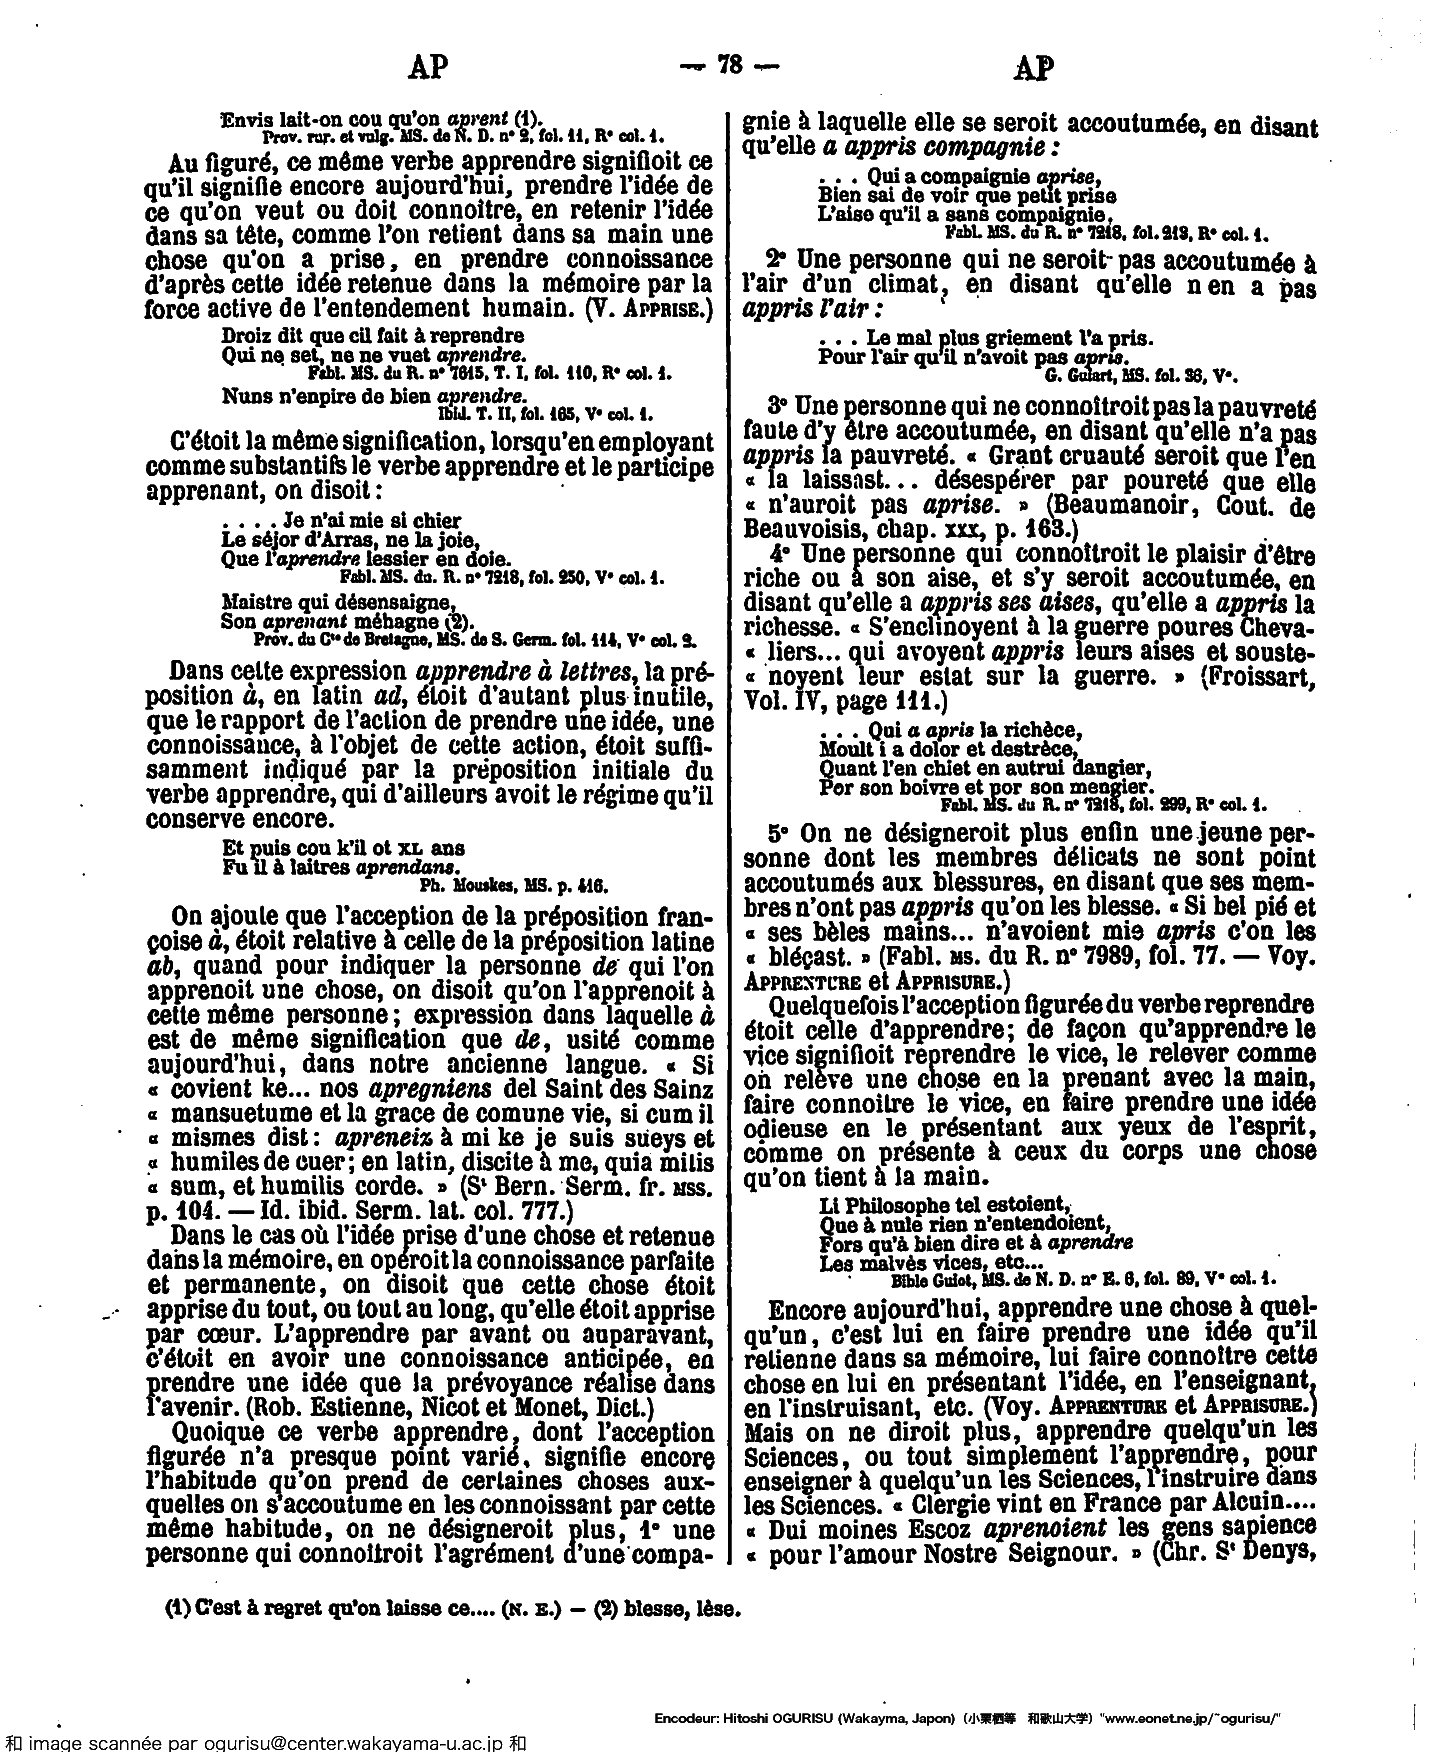 AP
— 78 —
AP
Envis lait-on cou qu'on aprent (1).
Prov. rur. et vulg. MS. de N. D. n° 2, fol. 11, R° col. 1.
Au figuré, ce même verbe apprendre signifioit ce
qu'il signifie encore aujourd'hui, prendre l'idée de
ce qu'on veut ou doit connoître, en retenir l'idée
dans sa tête, comme l'on retient dans sa main une
chose qu'on a prise, en prendre connoissance
d'après cette idée retenue dans la mémoire par la
force active de l'entendement humain. (V. APPRISE.)
Droiz dit que cil fait à reprendre
Qui ne set, ne ne vuet aprendre.
Fabl. MS. du R. n° 7615, T. I, fol. 110, R° col. 1.
Nuns n'enpire de bien aprendre.
Ibid. T. II, fol. 165, V° col. 1.
C'étoit la même signification, lorsqu'en employant
comme substantifs le verbe apprendre et le participe
apprenant, on disoit :
. . . . Je n'ai mie si chier
Le séjor d'Arras, ne la joie,
Que l'aprendre lessier en doie.
Fabl. MS. du. R. n° 7218, fol. 250, V° col. 1.
Maistre qui désensaigne,
Son aprenant méhagne (2).
Prov. du Cte de Bretagne, MS. de S. Germ. fol. 114, V° col. 2.
Dans cette expression apprendre à lettres, la pré-
position à, en latin ad, étoit d'autant plus inutile,
que le rapport de l'action de prendre une idée, une
connoissance, à l'objet de cette action, étoit suffi-
samment indiqué par la préposition initiale du
verbe apprendre, qui d'ailleurs avoit le régime qu'il
conserve encore.
Et puis cou k'il ot XL ans
Fu il à laitres aprendans.
Ph. Mouskes, MS. p. 416.
On ajoute que l'acception de la préposition fran-
çoise à, étoit relative à celle de la préposition latine
ab, quand pour indiquer la personne de qui l'on
apprenoit une chose, on disoit qu'on l'apprenoit à
cette même personne ; expression dans laquelle à
est de même signification que de, usité comme
aujourd'hui, dans notre ancienne langue. « Si
« covient ke... nos apregniens del Saint des Sainz
« mansuetume et la grace de comune vie, si cum il
« mismes dist : apreneiz à mi ke je suis sueys et
« humiles de cuer ; en latin, discite à me, quia mitis
« sum, et humilis corde. » (St Bern. Serm. fr. MSS.
p. 104. — Id. ibid. Serm. lat. col. 777.)
Dans le cas où l'idée prise d'une chose et retenue
dans la mémoire, en opéroit la connoissance parfaite
et permanente, on disoit que cette chose étoit
apprise du tout, ou tout au long, qu'elle étoit apprise
par cœur. L'apprendre par avant ou auparavant,
c'étoit en avoir une connoissance anticipée, en
prendre une idée que la prévoyance réalise dans
l'avenir. (Rob. Estienne, Nicot et Monet, Dict.)
Quoique ce verbe apprendre, dont l'acception
figurée n'a presque point varié, signifie encore
l'habitude qu'on prend de certaines choses aux-
quelles on s'accoutume en les connoissant par cette
même habitude, on ne désigneroit plus, 1° une
personne qui connoîtroit l'agrément d'une compa-
gnie à laquelle elle se seroit accoutumée, en disant
qu'elle a appris compagnie :
. . . Qui a compaignie aprise,
Bien sai de voir que petit prise
L'aise qu'il a sans compaignie.
Fabl. MS. du R. n° 7218, fol. 213, R° col. 1.
2° Une personne qui ne seroit pas accoutumée à
l'air d'un climat, en disant qu'elle n en a pas
appris l'air :
. . . Le mal plus griement l'a pris.
Pour l'air qu'il n'avoit pas apris.
G. Guiart, MS. fol. 36, V°.
3° Une personne qui ne connoîtroit pas la pauvreté
faute d'y être accoutumée, en disant qu'elle n'a pas
appris la pauvreté. « Grant cruauté seroit que l'en
« la laissast... désespérer par poureté que elle
« n'auroit pas aprise. » (Beaumanoir, Cout. de
Beauvoisis, chap. XXX, p. 163.)
4° Une personne qui connoîtroit le plaisir d'être
riche ou à son aise, et s'y seroit accoutumée, en
disant qu'elle a appris ses aises, qu'elle a appris la
richesse. « S'enclinoyent à la guerre poures Cheva-
« liers... qui avoyent appris leurs aises et souste-
« noyent leur estat sur la guerre. » (Froissart,
Vol. IV, page 111.)
. . . Qui a apris la richèce,
Moult i a dolor et destrèce,
Quant l'en chiet en autrui dangier,
Por son boivre et por son mengier.
Fabl. MS. du R. n° 7218, fol. 299, R° col. 1.
5° On ne désigneroit plus enfin une jeune per-
sonne dont les membres délicats ne sont point
accoutumés aux blessures, en disant que ses mem-
bres n'ont pas appris qu'on les blesse. « Si bel pié et
« ses bèles mains... n'avoient mie apris c'on les
« bléçast. » (Fabl. MS. du R. n° 7989, fol. 77. — Voy.
APPRENTURE et APPRISURE.)
Quelquefois l'acception figurée du verbe reprendre
étoit celle d'apprendre ; de façon qu'apprendre le
vice signifioit reprendre le vice, le relever comme
on relève une chose en la prenant avec la main,
faire connoitre le vice, en faire prendre une idée
odieuse en le présentant aux yeux de l'esprit,
comme on présente à ceux du corps une chose
qu'on tient à la main.
Li Philosophe tel estoient,
Que à nule rien n'entendoient,
Fors qu'à bien dire et à aprendre
Les malvès vices, etc...
Bible Guiot, MS. de N. D. n° E. 6, fol. 89, V° col. 1.
Encore aujourd'hui, apprendre une chose à quel-
qu'un, c'est lui en faire prendre une idée qu'il
retienne dans sa mémoire, lui faire connoître cette
chose en lui en présentant l'idée, en l'enseignant,
en l'instruisant, etc. (Voy. APPRENTURE et APPRISURE.)
Mais on ne diroit plus, apprendre quelqu'un les
Sciences, ou tout simplement l'apprendre, pour
enseigner à quelqu'un les Sciences, l'instruire dans
les Sciences. « Clergie vint en France par Alcuin....
« Dui moines Escoz aprenoient les gens sapience
« pour l'amour Nostre Seignour. » (Chr. St Denys,
(1) C'est à regret qu'on laisse ce.... (N. E.) — (2) blesse, lèse.
Encodeur: Hitoshi OGURISU (Wakayma, Japon) (小栗栖等 和歌山大学) "www.eonet.ne.jp/~ogurisu/"
和 image scannée par ogurisu@center.wakayama-u.ac.jp 和